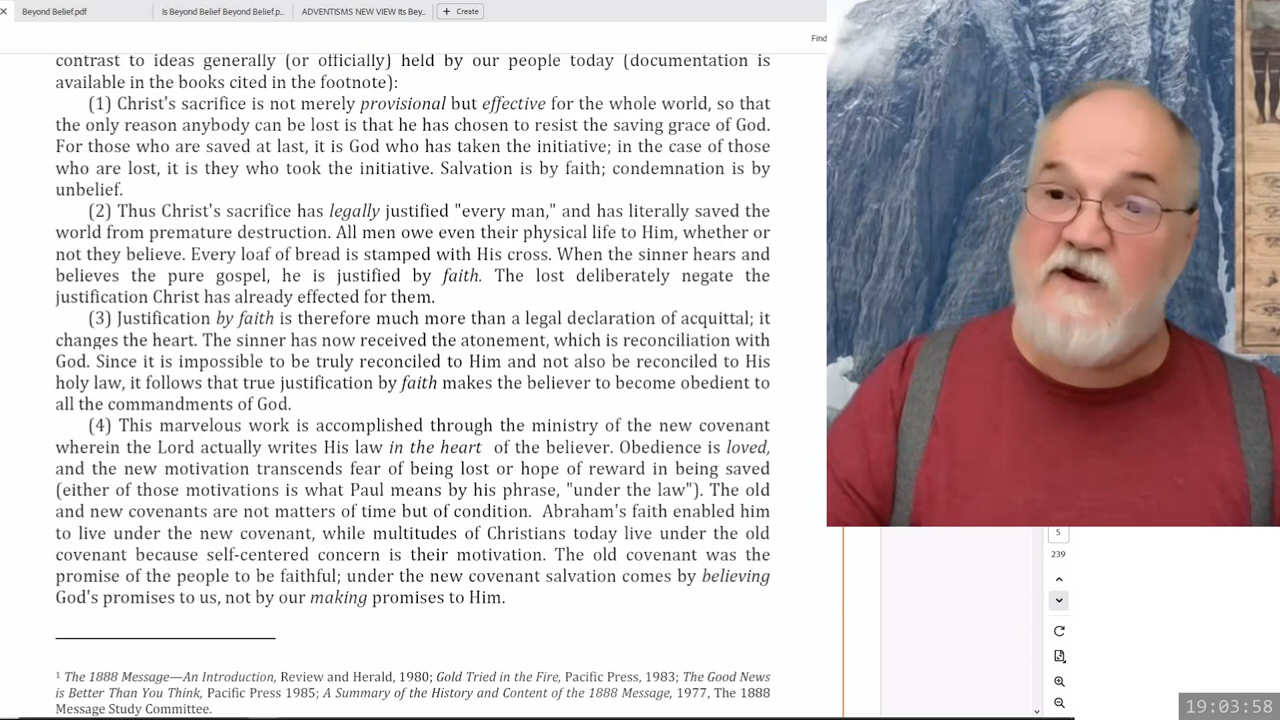 Beyond Belief.pdf
Is Beyond Belief Beyond Belief.p...
ADVENTISMS NEW VIEW Its Bey...
+ Create
Find
contrast to ideas generally (or officially) held by our people today (documentation is
available in the books cited in the footnote):
(1) Christ's sacrifice is not merely provisional but effective for the whole world, so that
the only reason anybody can be lost is that he has chosen to resist the saving grace of God.
For those who are saved at last, it is God who has taken the initiative; in the case of those
who are lost, it is they who took the initiative. Salvation is by faith; condemnation is by
unbelief.
(2) Thus Christ's sacrifice has legally justified "every man," and has literally saved the
world from premature destruction. All men owe even their physical life to Him, whether or
not they believe. Every loaf of bread is stamped with His cross. When the sinner hears and
believes the pure gospel, he is justified by faith. The lost deliberately negate the
justification Christ has already effected for them.
(3) Justification by faith is therefore much more than a legal declaration of acquittal; it
changes the heart. The sinner has now received the atonement, which is reconciliation with
God. Since it is impossible to be truly reconciled to Him and not also be reconciled to His
holy law, it follows that true justification by faith makes the believer to become obedient to
all the commandments of God.
(4) This marvelous work is accomplished through the ministry of the new covenant
wherein the Lord actually writes His law in the heart of the believer. Obedience is loved,
and the new motivation transcends fear of being lost or hope of reward in being saved
(either of those motivations is what Paul means by his phrase, "under the law"). The old
and new covenants are not matters of time but of condition. Abraham's faith enabled him
to live under the new covenant, while multitudes of Christians today live under the old
covenant because self-centered concern is their motivation. The old covenant was the
promise of the people to be faithful; under the new covenant salvation comes by believing
God's promises to us, not by our making promises to Him.
1 The 1888 Message—An Introduction, Review and Herald, 1980; Gold Tried in the Fire, Pacific Press, 1983; The Good News
is Better Than You Think, Pacific Press 1985; A Summary of the History and Content of the 1888 Message, 1977, The 1888
Message Study Committee.
5
239
19:03:58